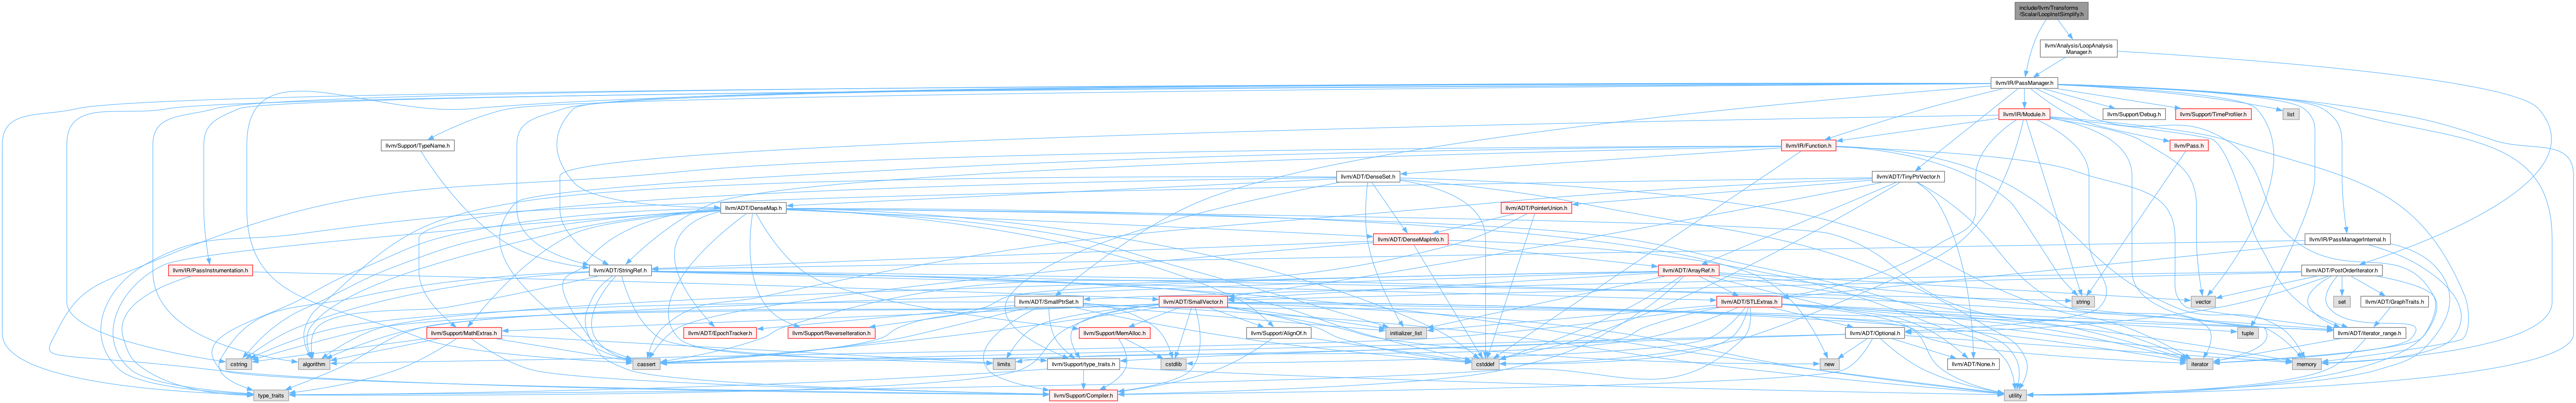 include/llvm/Transforms
/Scalar/LoopInstSimplify.h
llvm/Analysis/LoopAnalysis
Manager.h
llvm/IR/PassManager.h
llvm/IR/Module.h
llvm/Support/Debug.h
llvm/Support/TimeProfiler.h
list
llvm/Support/TypeName.h
llvm/IR/Function.h
llvm/Pass.h
llvm/ADT/DenseSet.h
llvm/ADT/TinyPtrVector.h
llvm/ADT/DenseMap.h
llvm/ADT/PointerUnion.h
llvm/ADT/DenseMapInfo.h
llvm/IR/PassManagerInternal.h
llvm/IR/PassInstrumentation.h
llvm/ADT/StringRef.h
llvm/ADT/ArrayRef.h
llvm/ADT/PostOrderIterator.h
llvm/ADT/SmallPtrSet.h
llvm/ADT/SmallVector.h
llvm/ADT/STLExtras.h
string
vector
set
llvm/ADT/GraphTraits.h
llvm/Support/MathExtras.h
llvm/ADT/EpochTracker.h
llvm/Support/ReverseIteration.h
llvm/Support/MemAlloc.h
llvm/Support/AlignOf.h
initializer_list
llvm/ADT/Optional.h
tuple
llvm/ADT/iterator_range.h
cstring
algorithm
cassert
limits
llvm/Support/type_traits.h
cstdlib
cstddef
new
llvm/ADT/None.h
iterator
memory
type_traits
llvm/Support/Compiler.h
utility